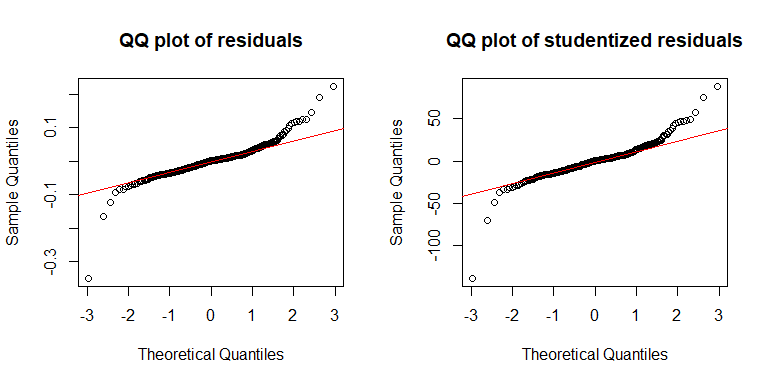 QQ plot of residuals
Sample Quantiles
0.1
-0.1
-0.3
-3 -2 -1 0 1 2 3
Theoretical Quantiles
QQ plot of studentized residuals
Sample Quantiles
50
0
-50
-100
-3 -2 -1 0 1 2 3
Theoretical Quantiles